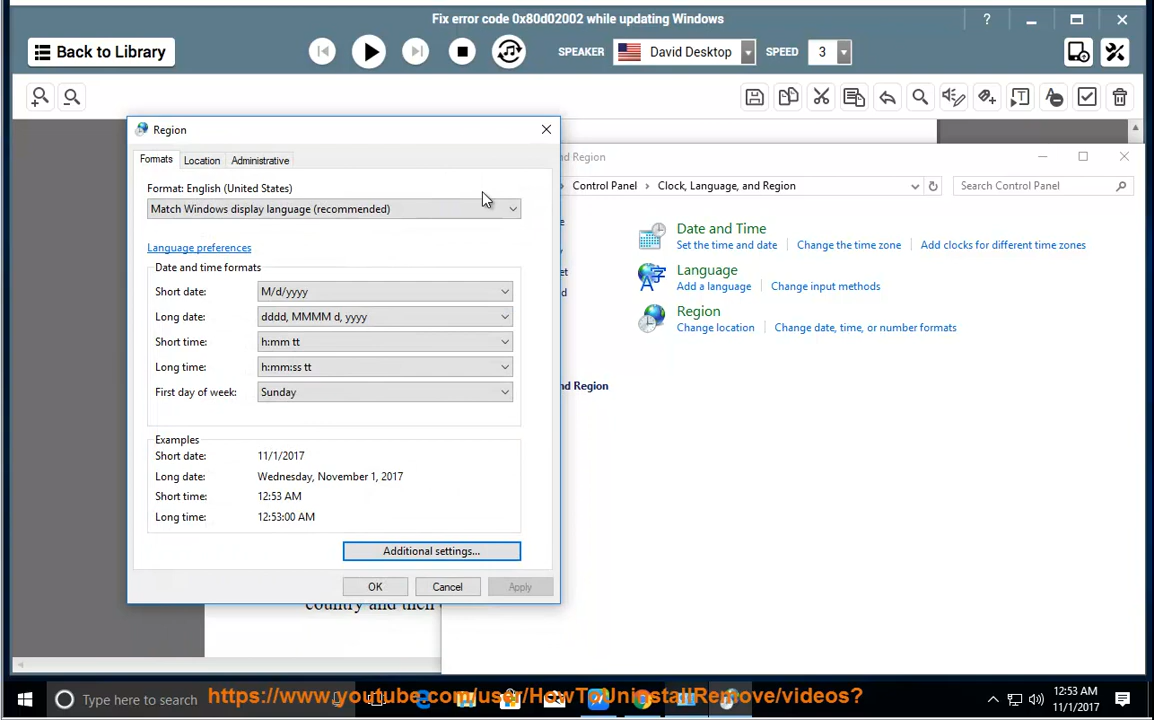 Fix error code 0x80d02002 while updating Windows
Back to Library
SPEAKER David Desktop SPEED 3
Region
Formats Location Administrative
Format: English (United States)
Match Windows display language (recommended)
Language preferences
Date and time formats
Short date: M/d/yyyy
Long date: dddd, MMMM d, yyyy
Short time: h:mm tt
Long time: h:mm:ss tt
First day of week: Sunday
Examples
Short date: 11/1/2017
Long date: Wednesday, November 1, 2017
Short time: 12:53 AM
Long time: 12:53:00 AM
Additional settings...
OK Cancel Apply
d Region
Control Panel > Clock, Language, and Region
Search Control Panel
Date and Time
Set the time and date Change the time zone Add clocks for different time zones
Language
Add a language Change input methods
Region
Change location Change date, time, or number formats
nd Region
country and then
Type here to search
https://www.youtube.com/user/HowToUninstallRemove/videos?
12:53 AM
11/1/2017